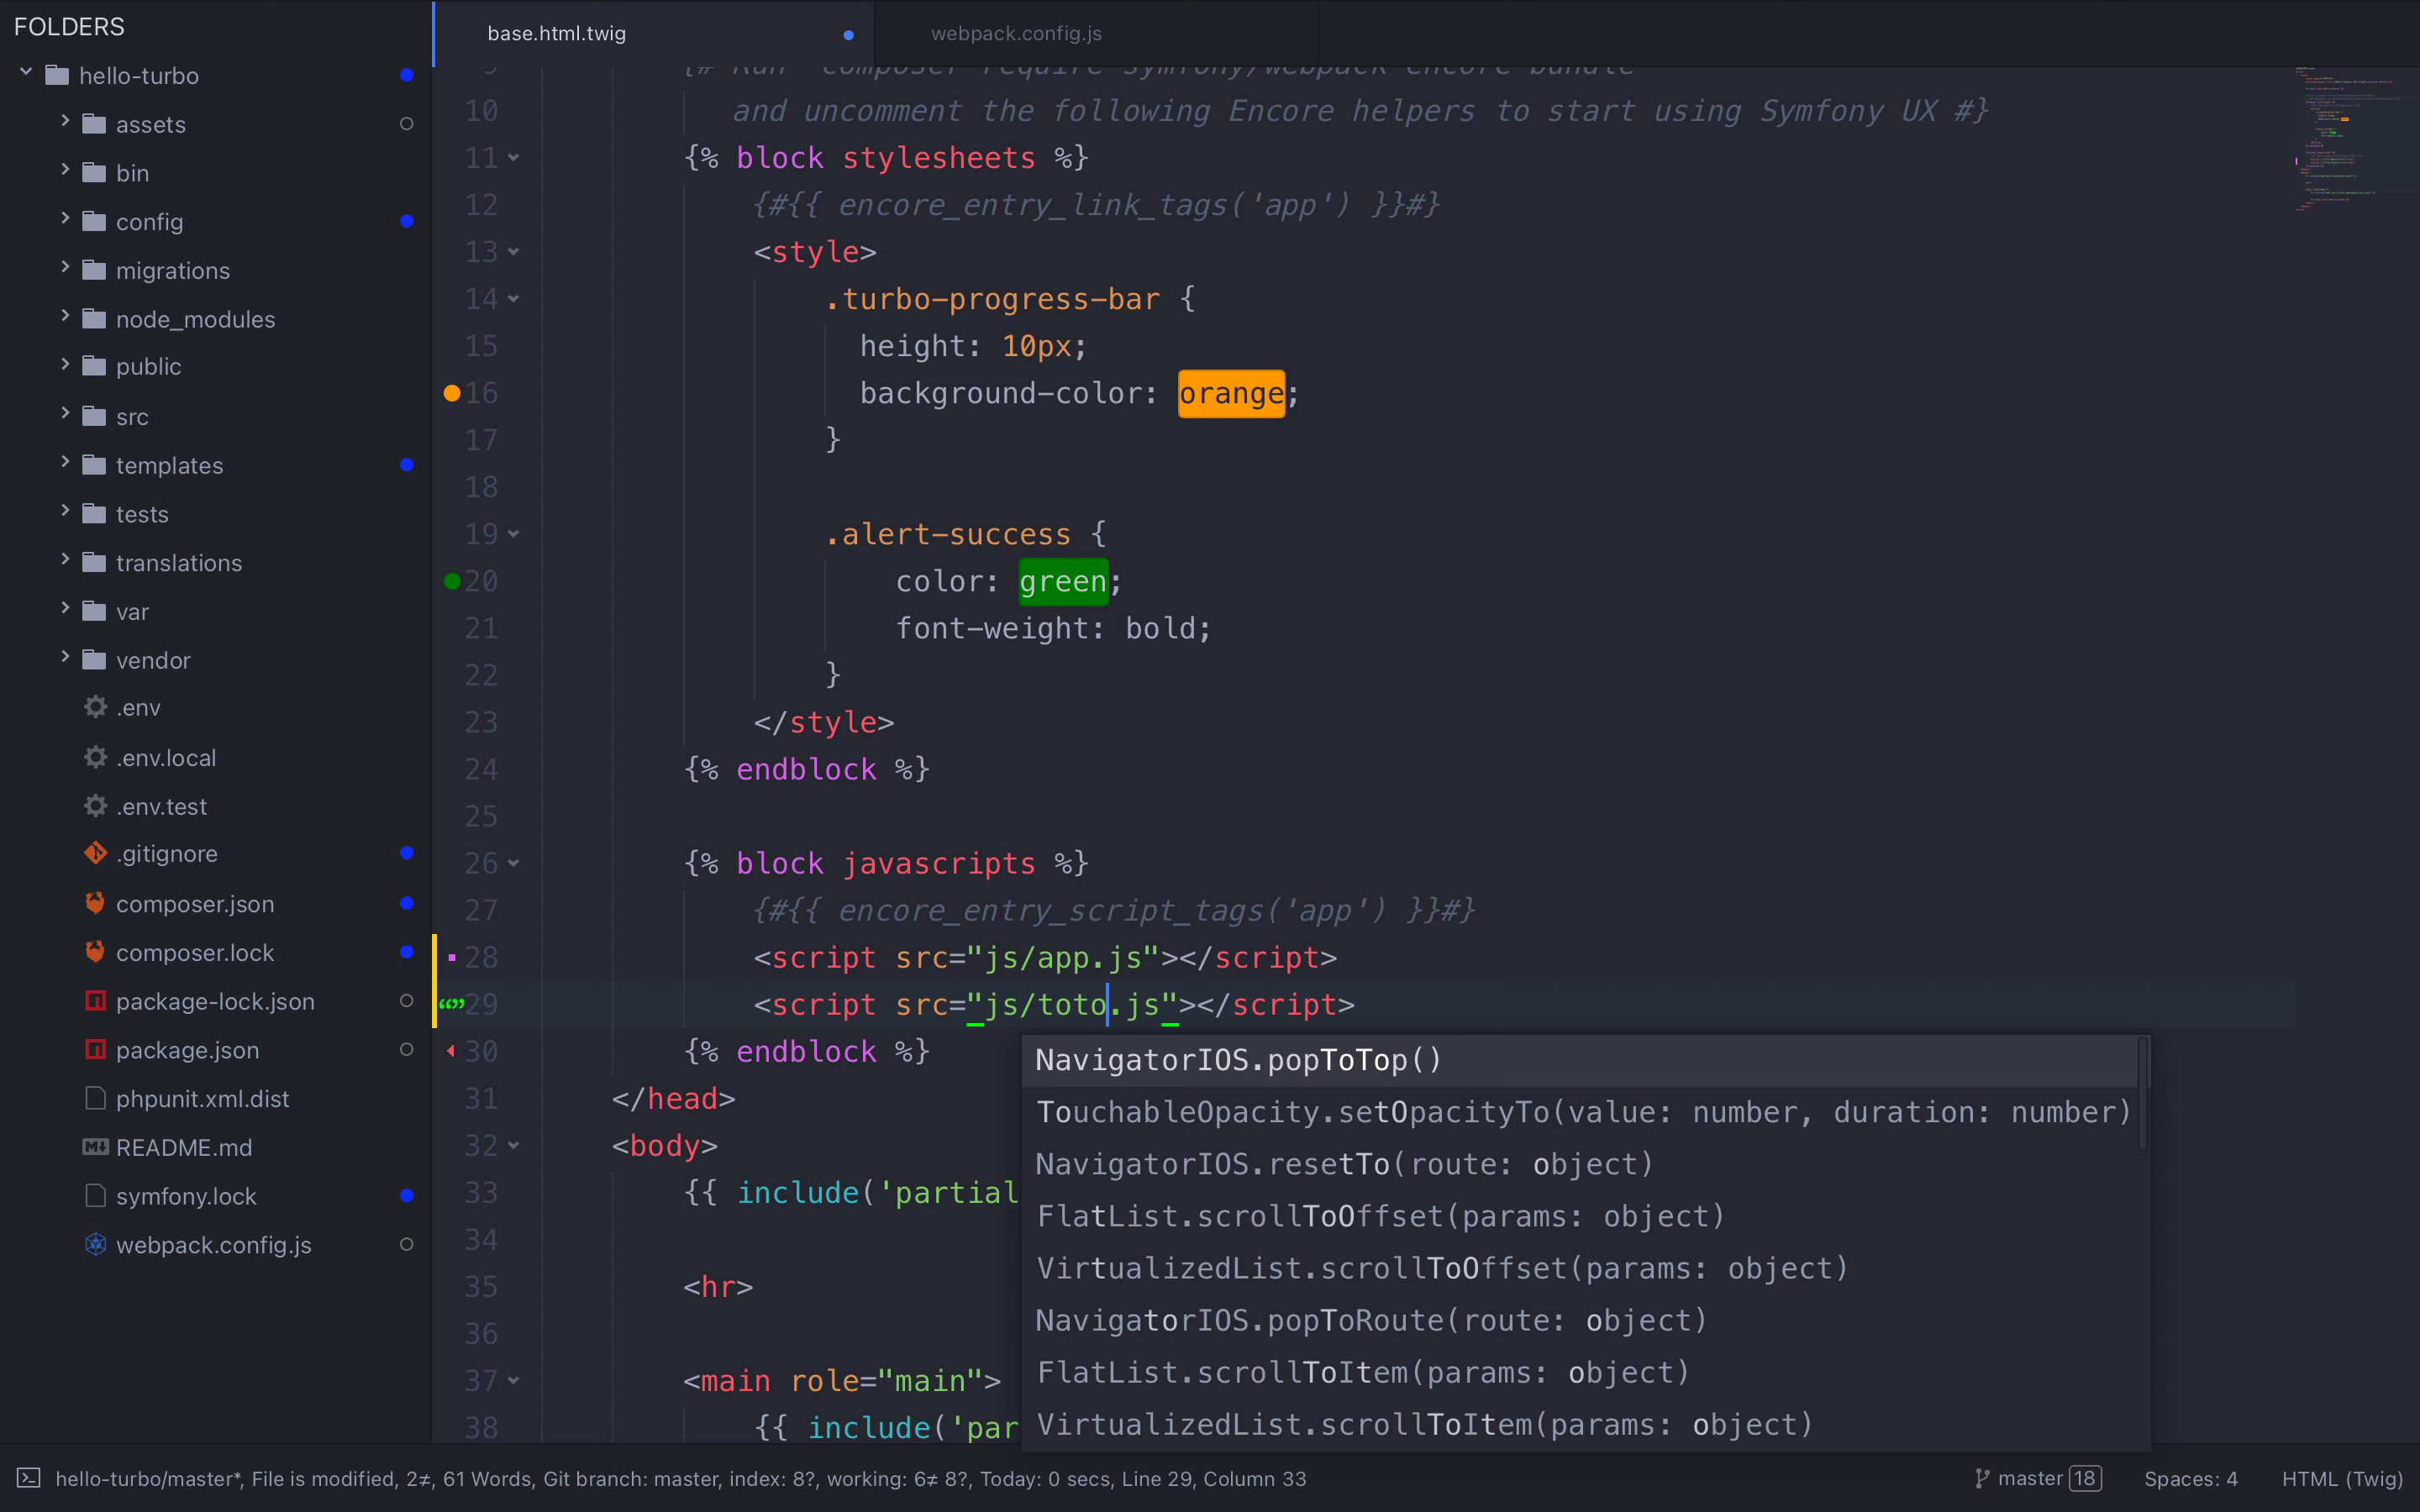 FOLDERS
hello-turbo
assets
bin
config
migrations
node_modules
public
src
templates
tests
translations
var
vendor
.env
.env.local
.env.test
.gitignore
composer.json
composer.lock
package-lock.json
package.json
phpunit.xml.dist
README.md
symfony.lock
webpack.config.js
base.html.twig
webpack.config.js
9 {# Run `composer require symfony/webpack-encore-bundle`
10 and uncomment the following Encore helpers to start using Symfony UX #}
11 {% block stylesheets %}
12 {#{{ encore_entry_link_tags('app') }}#}
13 <style>
14 .turbo-progress-bar {
15 height: 10px;
16 background-color: orange;
17 }
18
19 .alert-success {
20 color: green;
21 font-weight: bold;
22 }
23 </style>
24 {% endblock %}
25
26 {% block javascripts %}
27 {#{{ encore_entry_script_tags('app') }}#}
28 <script src="js/app.js"></script>
29 <script src="js/toto.js"></script>
30 {% endblock %}
31 </head>
32 <body>
33 {{ include('partial
34
35 <hr>
36
37 <main role="main">
38 {{ include('par
NavigatorIOS.popToTop()
TouchableOpacity.setOpacityTo(value: number, duration: number)
NavigatorIOS.resetTo(route: object)
FlatList.scrollToOffset(params: object)
VirtualizedList.scrollToOffset(params: object)
NavigatorIOS.popToRoute(route: object)
FlatList.scrollToItem(params: object)
VirtualizedList.scrollToItem(params: object)
hello-turbo/master*, File is modified, 2≠, 61 Words, Git branch: master, index: 8?, working: 6≠ 8?, Today: 0 secs, Line 29, Column 33
master 18
Spaces: 4
HTML (Twig)